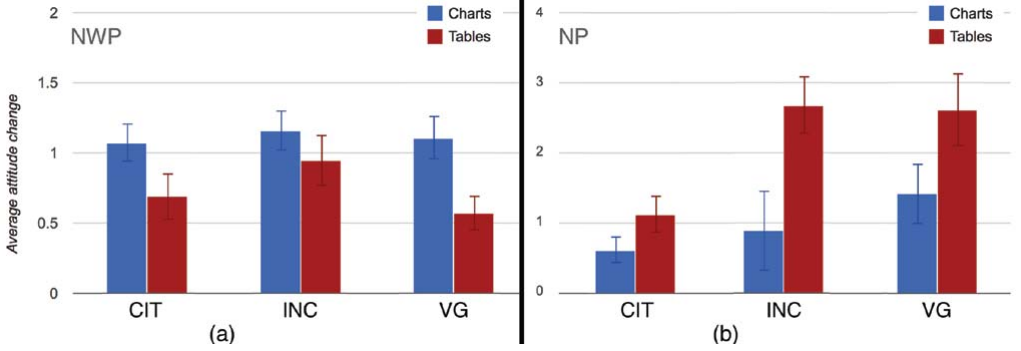 2
Charts
Tables
NWP
1.5
1
0.5
0
Average attitude change
CIT
INC
VG
(a)
4
Charts
Tables
NP
3
2
1
0
CIT
INC
VG
(b)